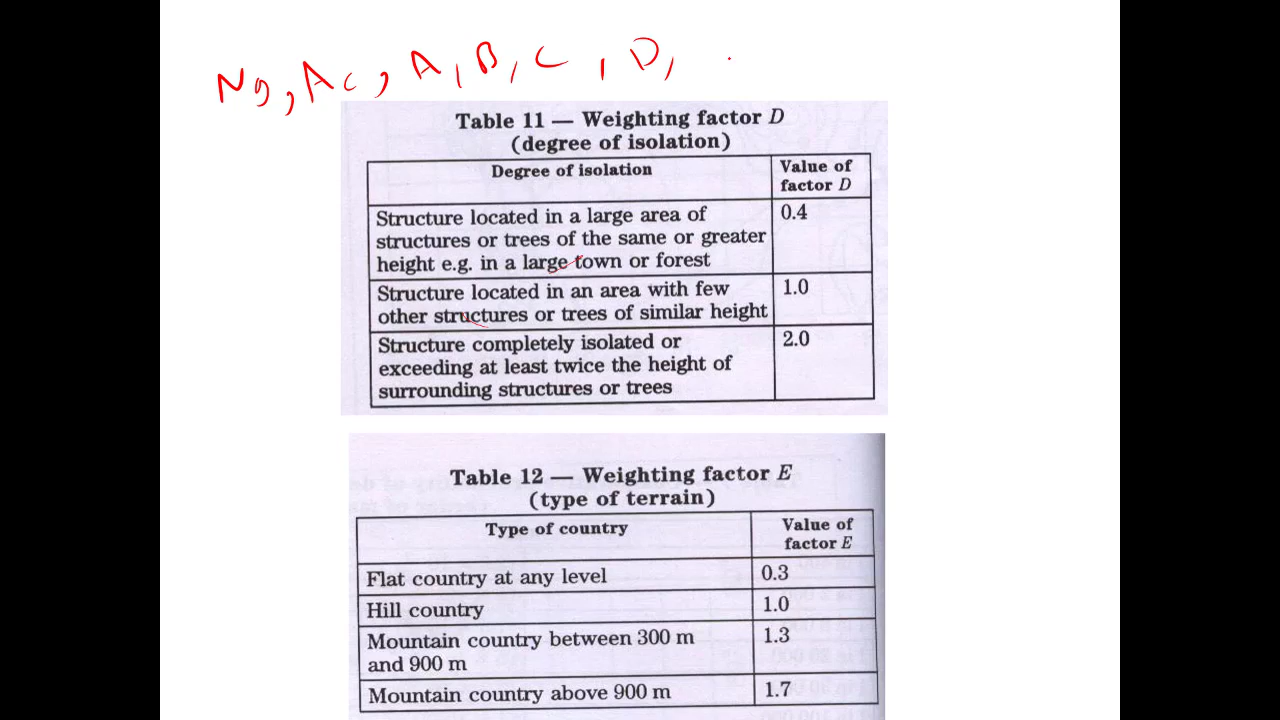 Ng, Ac, A, B, C, D,
Table 11 — Weighting factor D
(degree of isolation)
Degree of isolation Value of
factor D
Structure located in a large area of 0.4
structures or trees of the same or greater
height e.g. in a large town or forest
Structure located in an area with few 1.0
other structures or trees of similar height
Structure completely isolated or 2.0
exceeding at least twice the height of
surrounding structures or trees
Table 12 — Weighting factor E
(type of terrain)
Type of country Value of
factor E
Flat country at any level 0.3
Hill country 1.0
Mountain country between 300 m 1.3
and 900 m
Mountain country above 900 m 1.7